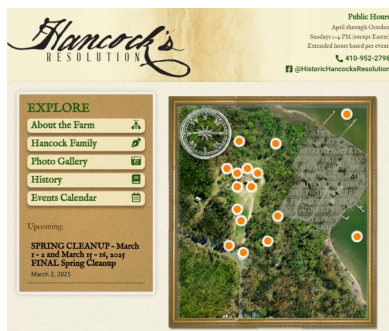 Hancock's
RESOLUTION
Public Hours
April through October
Sundays 1-4 PM (except Easter)
Extended hours based per event
410-952-2798
@HistoricHancocksResolution
EXPLORE
About the Farm
Hancock Family
Photo Gallery
History
Events Calendar
Upcoming:
SPRING CLEANUP - March
1 - 2 and March 15 - 16, 2025
FINAL Spring Cleanup
March 2, 2025